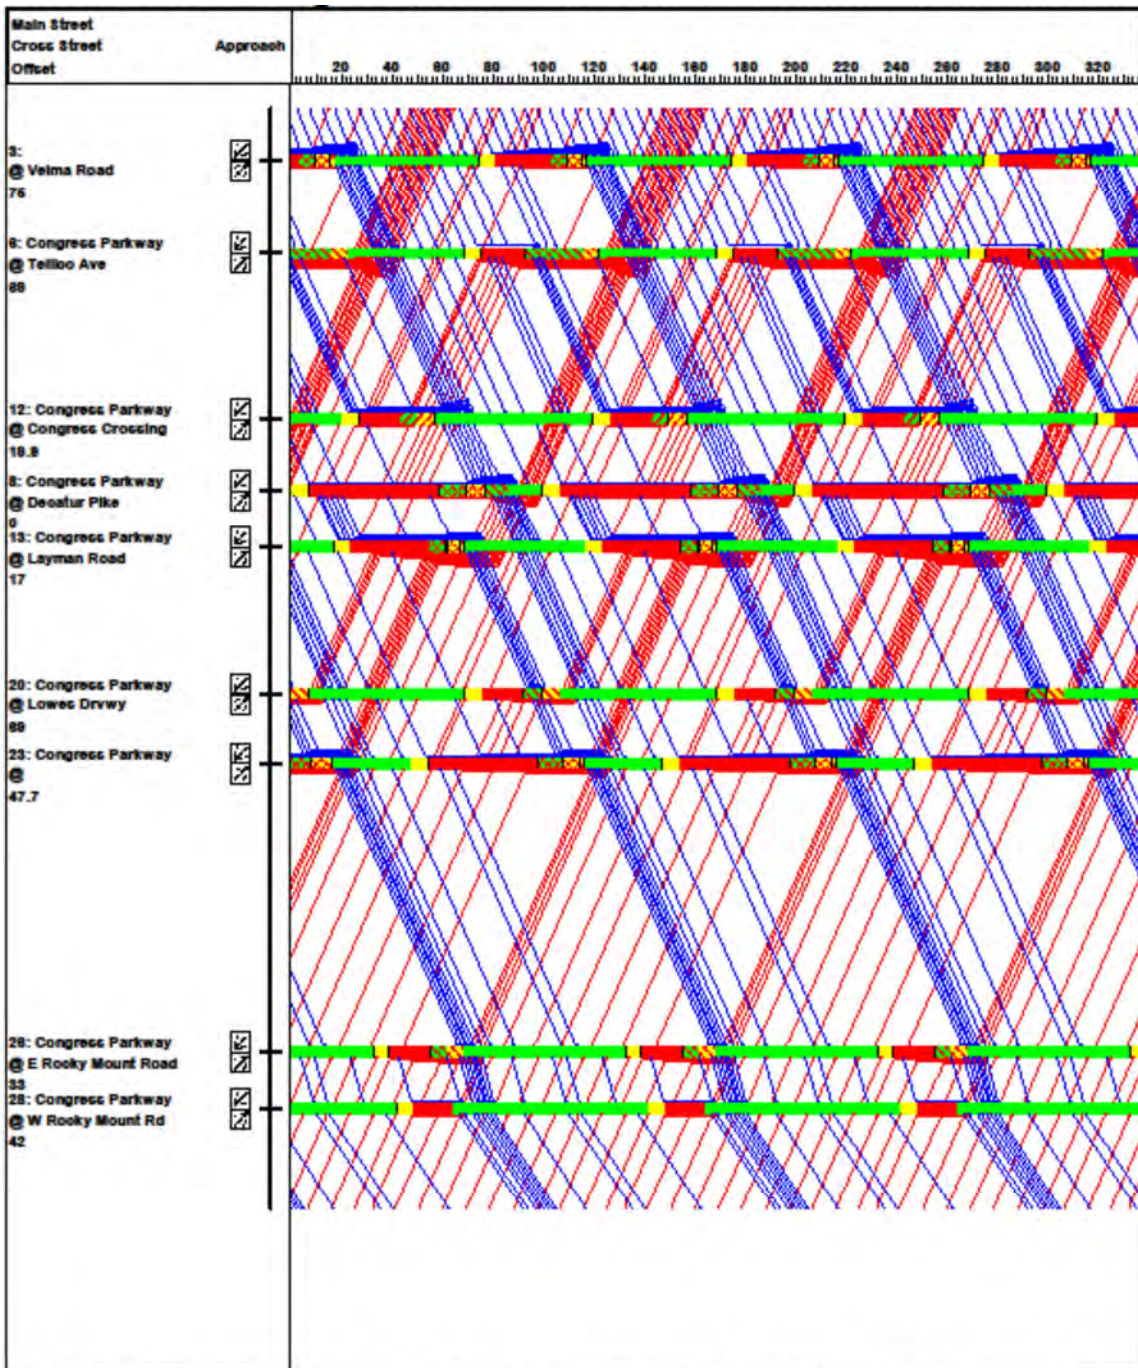 Main Street
Cross Street Approach
Offset
20 40 60 80 100 120 140 160 180 200 220 240 260 280 300 320
3:
@ Velma Road
76
6: Congress Parkway
@ Tellico Ave
69
12: Congress Parkway
@ Congress Crossing
18.8
8: Congress Parkway
@ Decatur Pike
0
13: Congress Parkway
@ Layman Road
17
20: Congress Parkway
@ Lowes Drvwy
69
23: Congress Parkway
@
47.7
26: Congress Parkway
@ E Rocky Mount Road
33
28: Congress Parkway
@ W Rocky Mount Rd
42